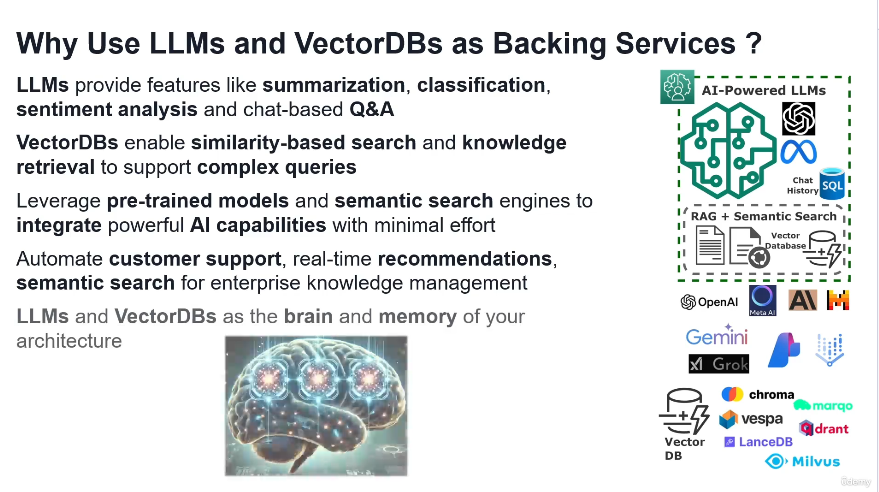 Why Use LLMs and VectorDBs as Backing Services ?
LLMs provide features like summarization, classification,
sentiment analysis and chat-based Q&A
VectorDBs enable similarity-based search and knowledge
retrieval to support complex queries
Leverage pre-trained models and semantic search engines to
integrate powerful AI capabilities with minimal effort
Automate customer support, real-time recommendations,
semantic search for enterprise knowledge management
LLMs and VectorDBs as the brain and memory of your
architecture
AI-Powered LLMs
Chat
History
SQL
RAG + Semantic Search
Vector
Database
OpenAI
Meta AI
Gemini
Grok
Vector
DB
chroma
marqo
vespa
qdrant
LanceDB
Milvus
ûdemy